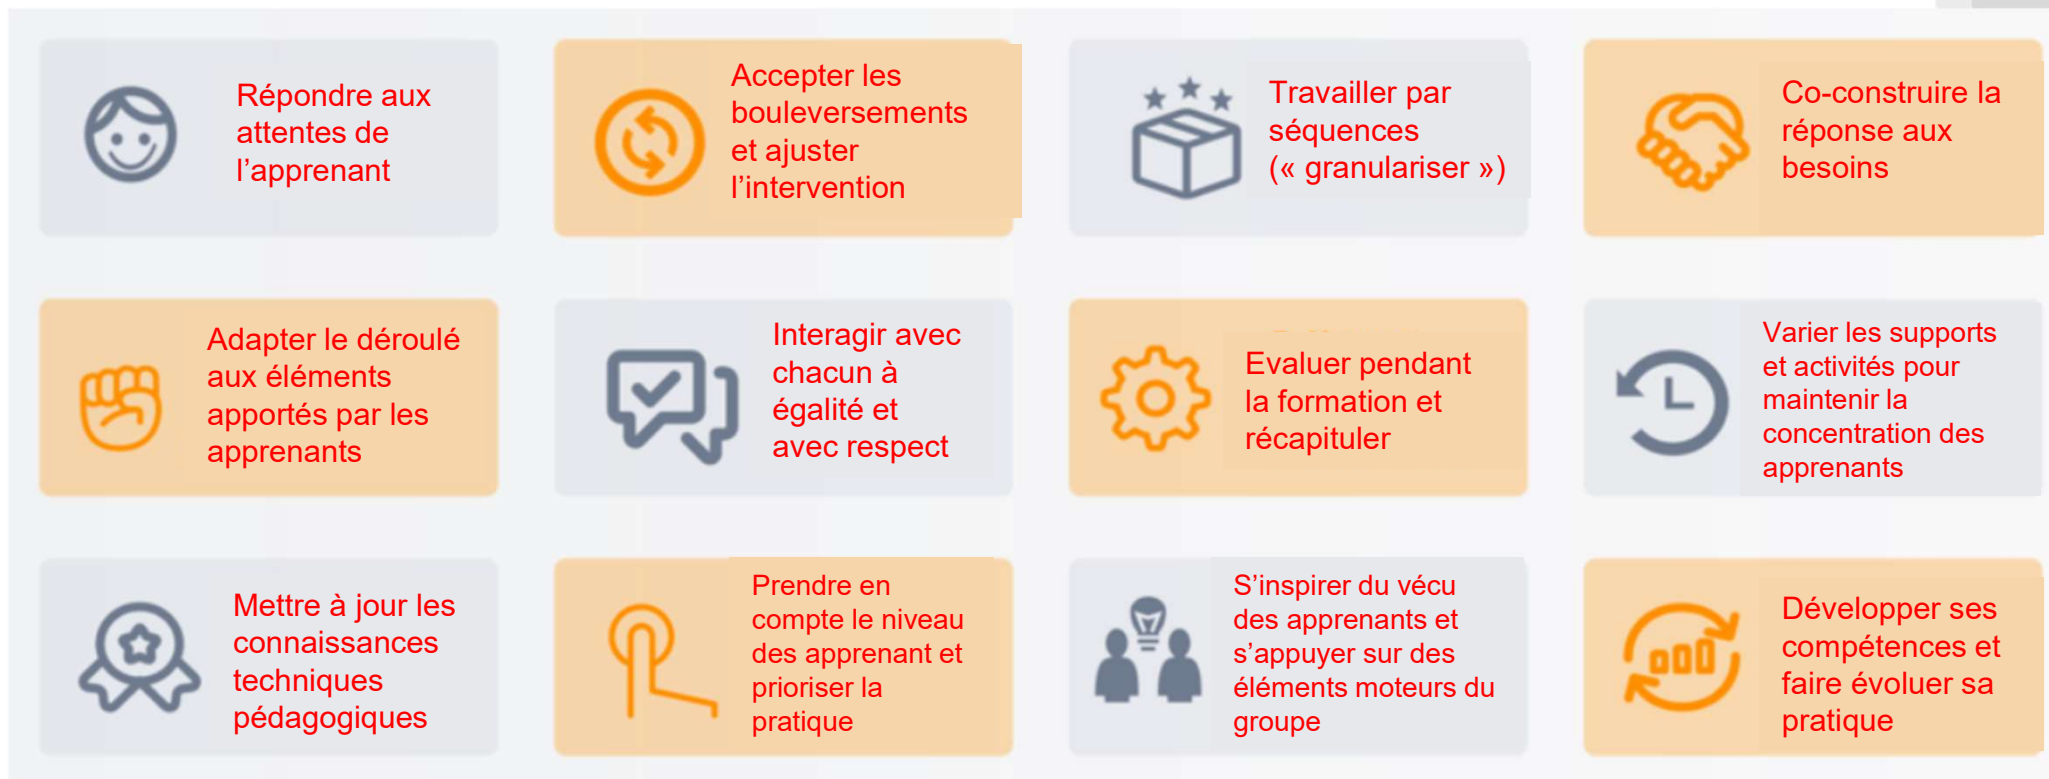 Répondre aux
attentes de
l’apprenant
Accepter les
bouleversements
et ajuster
l’intervention
Travailler par
séquences
(« granulariser »)
Co-construire la
réponse aux
besoins
Adapter le déroulé
aux éléments
apportés par les
apprenants
Interagir avec
chacun à
égalité et
avec respect
Evaluer pendant
la formation et
récapituler
Varier les supports
et activités pour
maintenir la
concentration des
apprenants
Mettre à jour les
connaissances
techniques
pédagogiques
Prendre en
compte le niveau
des apprenant et
prioriser la
pratique
S’inspirer du vécu
des apprenants et
s’appuyer sur des
éléments moteurs du
groupe
Développer ses
compétences et
faire évoluer sa
pratique